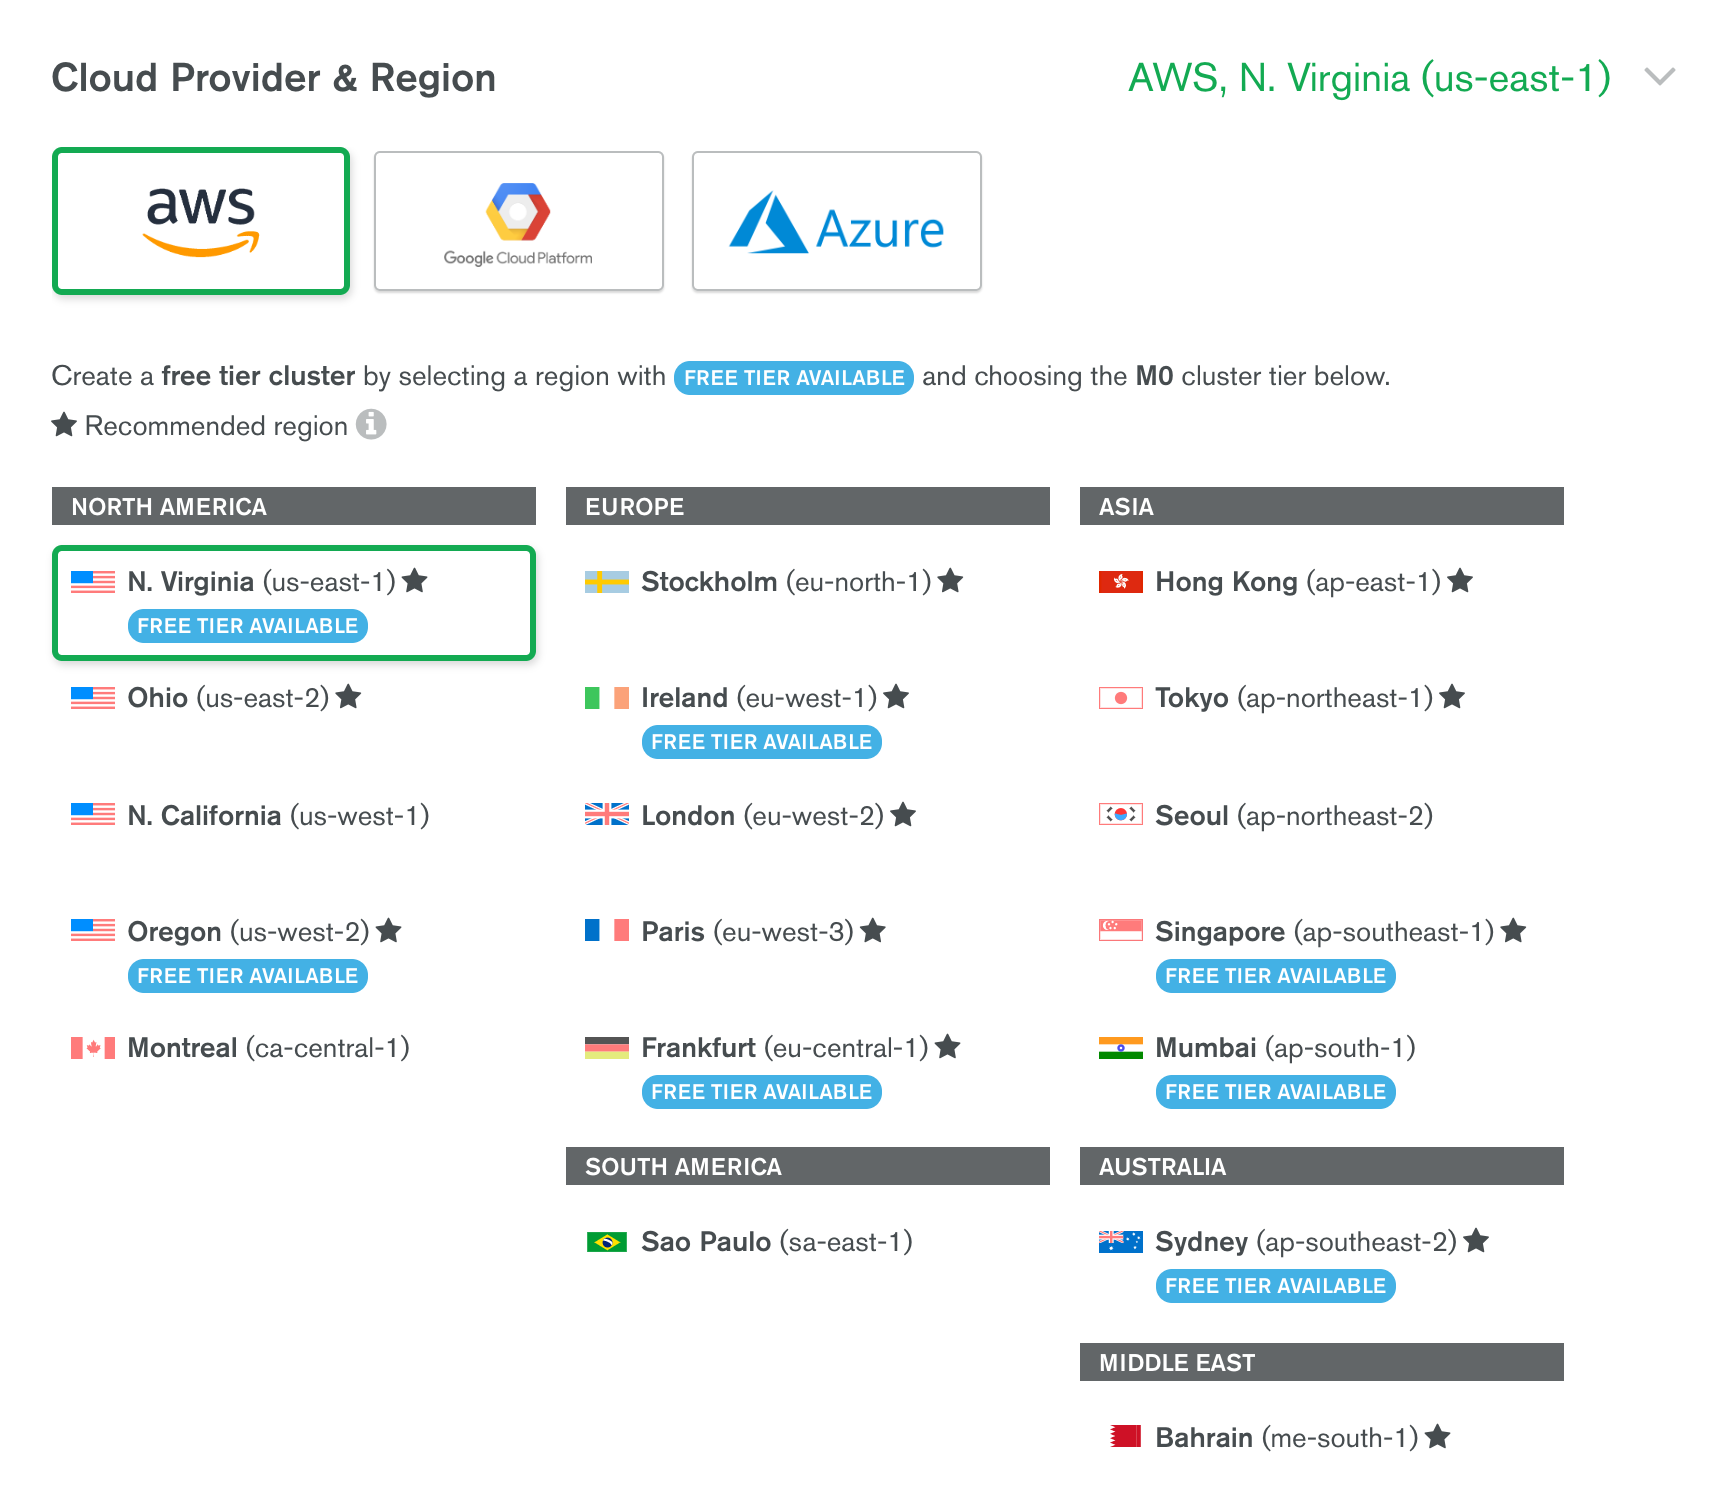 Cloud Provider & Region
AWS, N. Virginia (us-east-1)
aws
Google Cloud Platform
Azure
Create a free tier cluster by selecting a region with FREE TIER AVAILABLE and choosing the M0 cluster tier below.
Recommended region
NORTH AMERICA
N. Virginia (us-east-1)
FREE TIER AVAILABLE
Ohio (us-east-2)
N. California (us-west-1)
Oregon (us-west-2)
FREE TIER AVAILABLE
Montreal (ca-central-1)
EUROPE
Stockholm (eu-north-1)
Ireland (eu-west-1)
FREE TIER AVAILABLE
London (eu-west-2)
Paris (eu-west-3)
Frankfurt (eu-central-1)
FREE TIER AVAILABLE
SOUTH AMERICA
Sao Paulo (sa-east-1)
ASIA
Hong Kong (ap-east-1)
Tokyo (ap-northeast-1)
Seoul (ap-northeast-2)
Singapore (ap-southeast-1)
FREE TIER AVAILABLE
Mumbai (ap-south-1)
FREE TIER AVAILABLE
AUSTRALIA
Sydney (ap-southeast-2)
FREE TIER AVAILABLE
MIDDLE EAST
Bahrain (me-south-1)